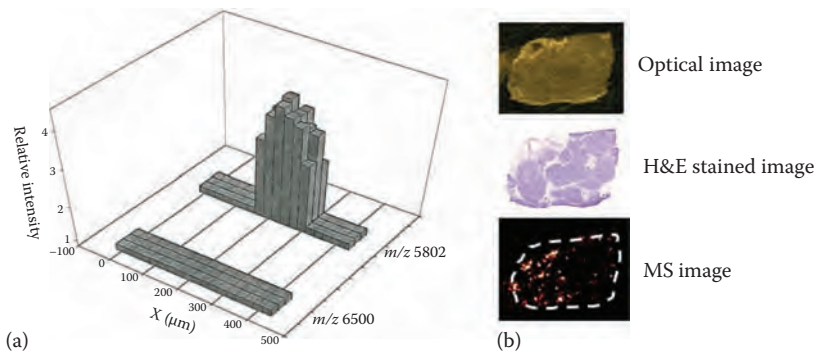 4
3
2
1
Relative intensity
−100
0
100
200
300
400
500
X (µm)
m/z 5802
m/z 6500
(a)
Optical image
H&E stained image
MS image
(b)